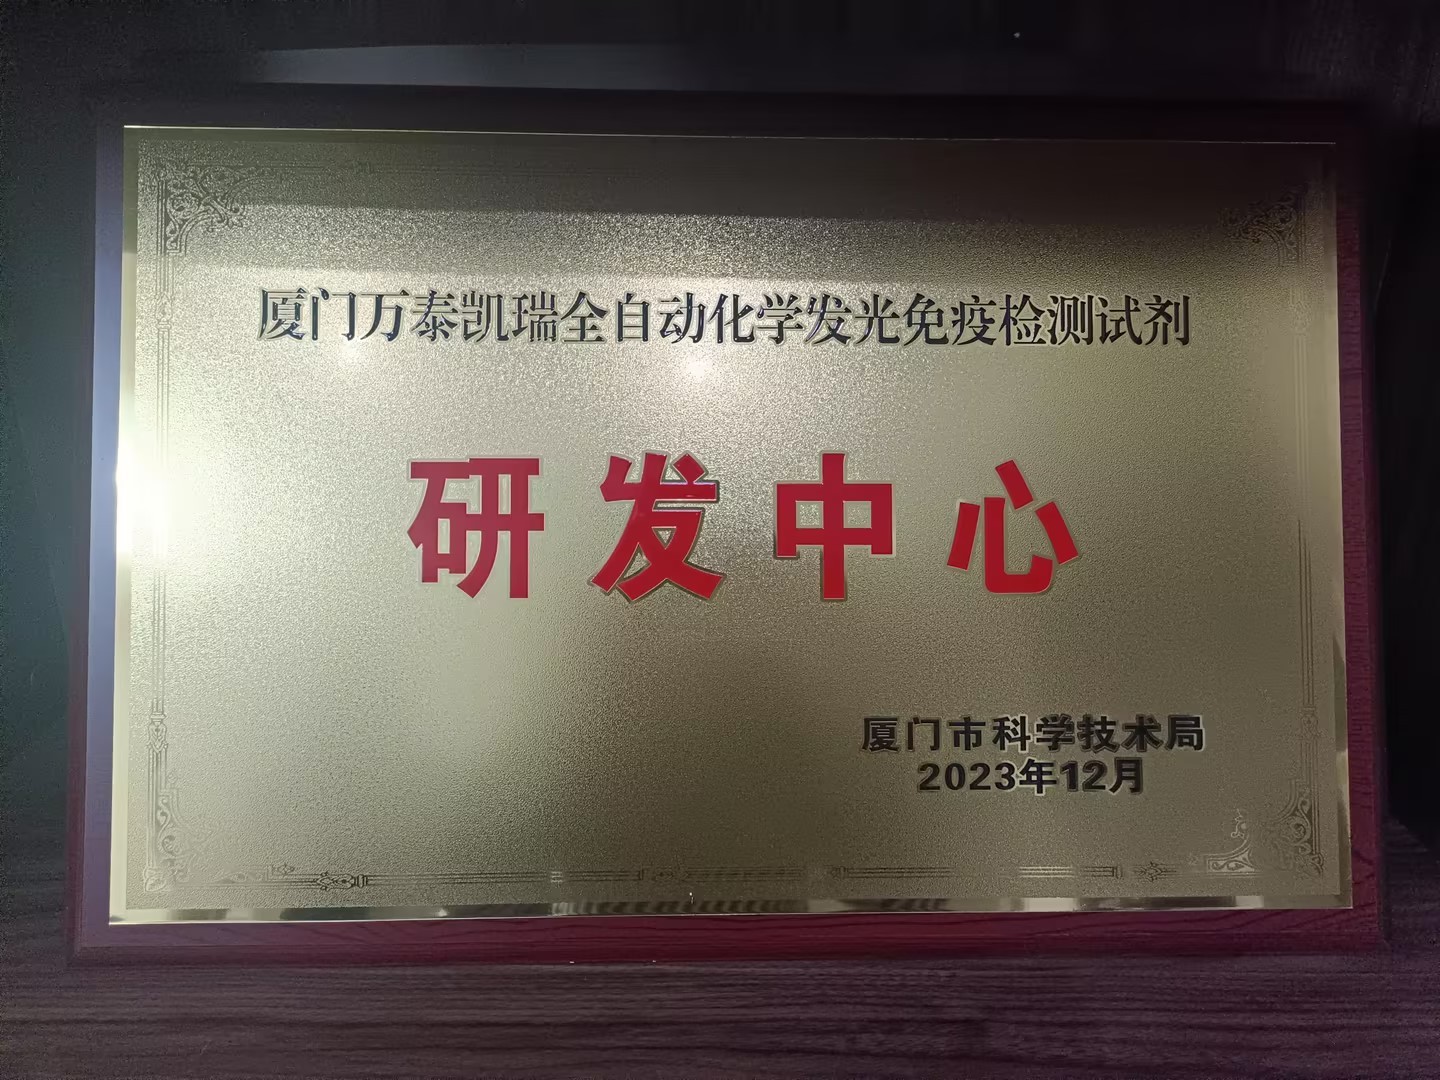 厦门万泰凯瑞全自动化学发光免疫检测试剂
研发中心
厦门市科学技术局
2023年12月